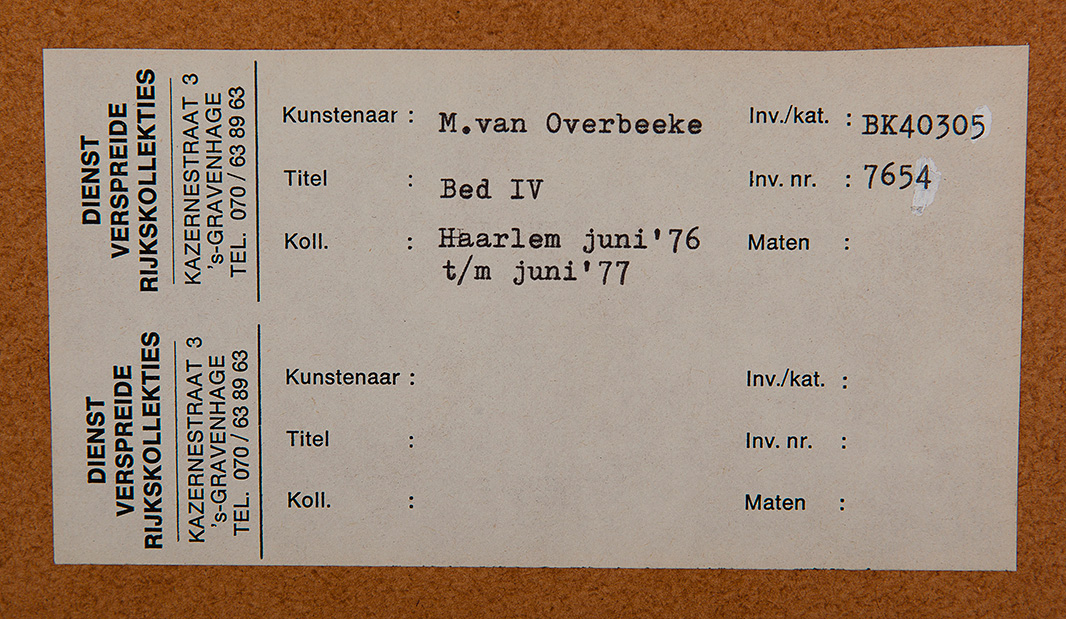 DIENST
VERSPREIDE
RIJKSKOLLEKTIES
KAZERNESTRAAT 3
's-GRAVENHAGE
TEL. 070 / 63 89 63
Kunstenaar : M.van Overbeeke Inv./kat. : BK40305
Titel : Bed IV Inv. nr. : 7654
Koll. : Haarlem juni'76 Maten :
t/m juni'77
DIENST
VERSPREIDE
RIJKSKOLLEKTIES
KAZERNESTRAAT 3
's-GRAVENHAGE
TEL. 070 / 63 89 63
Kunstenaar : Inv./kat. :
Titel : Inv. nr. :
Koll. : Maten :